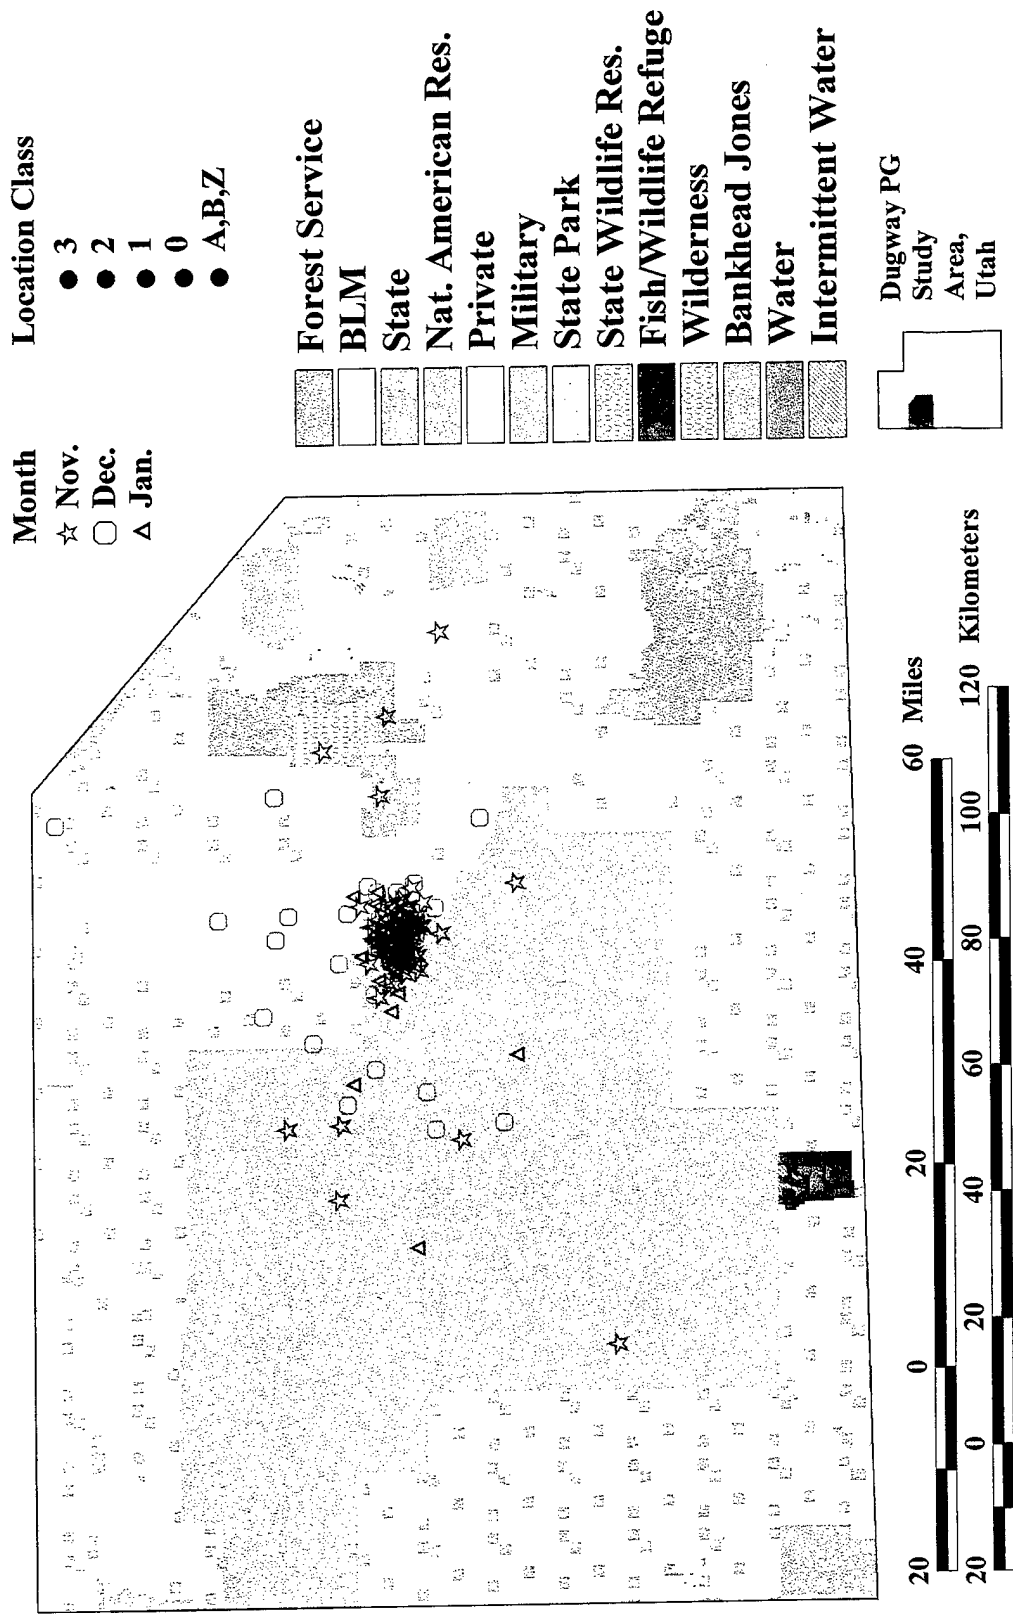 Month
Nov.
Dec.
Jan.
Location Class
3
2
1
0
A,B,Z
Forest Service
BLM
State
Nat. American Res.
Private
Military
State Park
State Wildlife Res.
Fish/Wildlife Refuge
Wilderness
Bankhead Jones
Water
Intermittent Water
Dugway PG
Study
Area,
Utah
20 0 20 40 60 Miles
20 0 20 40 60 80 100 120 Kilometers